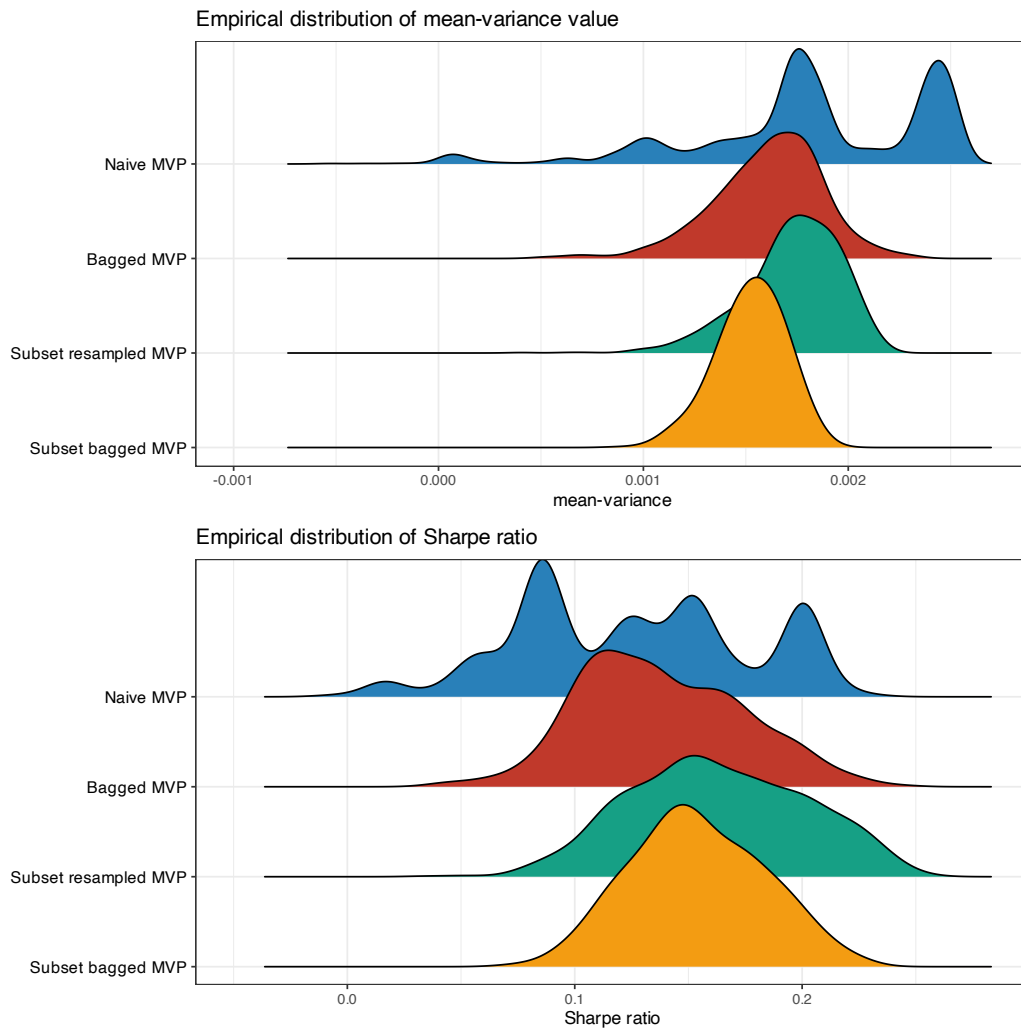 Empirical distribution of mean-variance value
Naive MVP
Bagged MVP
Subset resampled MVP
Subset bagged MVP
-0.001 0.000 0.001 0.002
mean-variance
Empirical distribution of Sharpe ratio
Naive MVP
Bagged MVP
Subset resampled MVP
Subset bagged MVP
0.0 0.1 0.2
Sharpe ratio